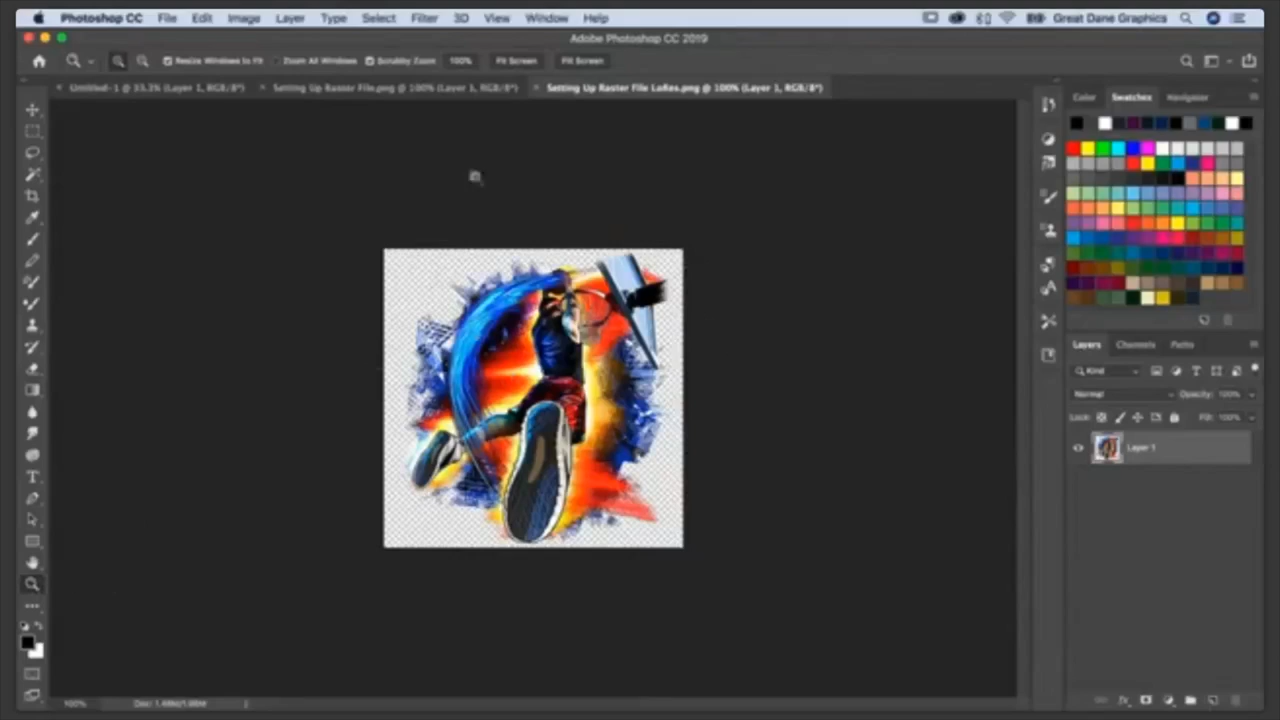 Photoshop CC File Edit Image Layer Type Select Filter 3D View Window Help Great Dane Graphics
Adobe Photoshop CC 2019
Resize Windows to Fit Zoom All Windows Scrubby Zoom 100% Fit Screen Fill Screen
Untitled-1 @ 33.3% (Layer 1, RGB/8*) Setting Up Raster File.png @ 100% (Layer 1, RGB/8*) Setting Up Raster File LoRes.png @ 100% (Layer 1, RGB/8*)
Color Swatches Navigator
Layers Channels Paths
Kind
Normal Opacity: 100%
Lock: Fill: 100%
Layer 1
100%